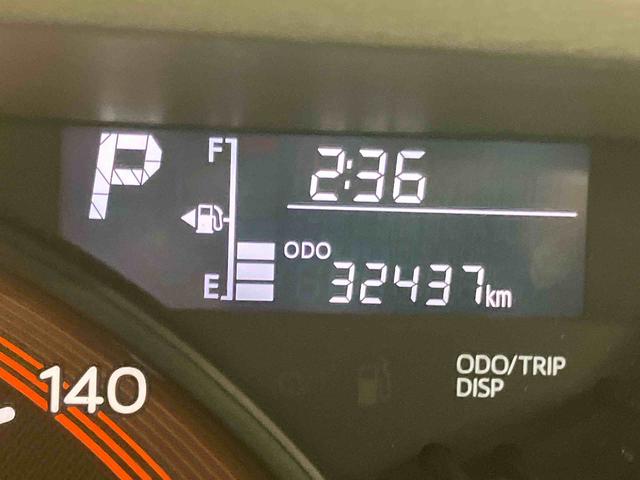 P
F
2:36
E
ODO
32437km
140
ODO/TRIP
DISP